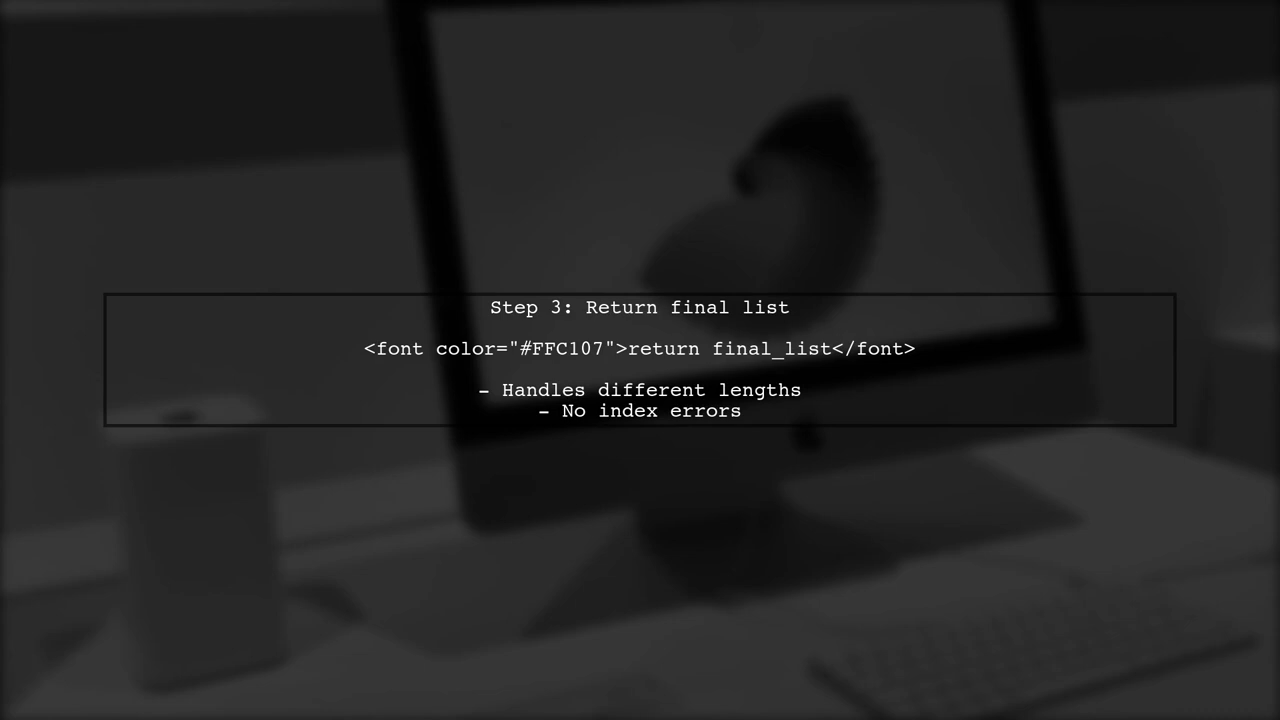 Step 3: Return final list
<font color="#FFC107">return final_list</font>
- Handles different lengths
- No index errors